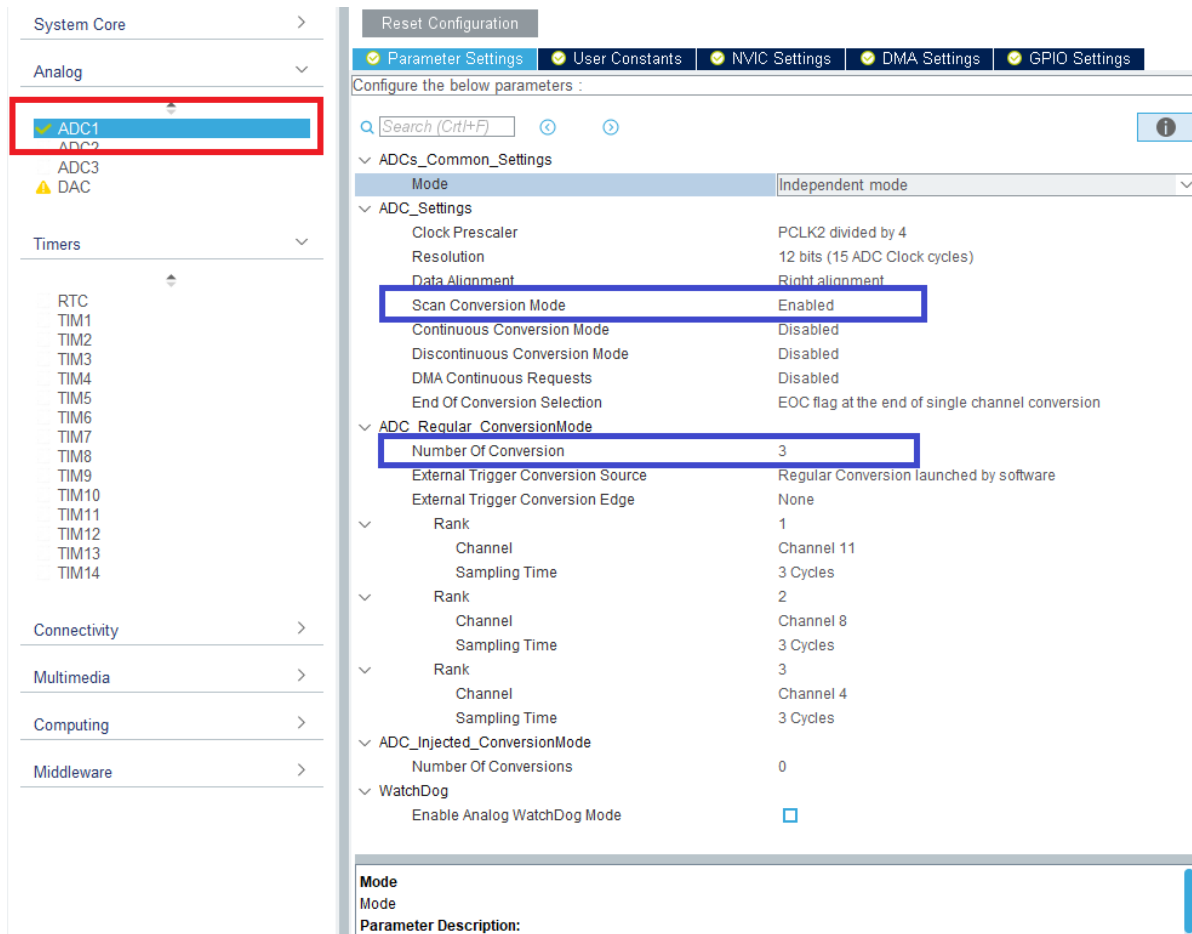 System Core
Analog
ADC1
ADC2
ADC3
DAC
Timers
RTC
TIM1
TIM2
TIM3
TIM4
TIM5
TIM6
TIM7
TIM8
TIM9
TIM10
TIM11
TIM12
TIM13
TIM14
Connectivity
Multimedia
Computing
Middleware
Reset Configuration
Parameter Settings User Constants NVIC Settings DMA Settings GPIO Settings
Configure the below parameters :
Search (CrtI+F)
ADCs_Common_Settings
Mode Independent mode
ADC_Settings
Clock Prescaler PCLK2 divided by 4
Resolution 12 bits (15 ADC Clock cycles)
Data Alignment Right alignment
Scan Conversion Mode Enabled
Continuous Conversion Mode Disabled
Discontinuous Conversion Mode Disabled
DMA Continuous Requests Disabled
End Of Conversion Selection EOC flag at the end of single channel conversion
ADC_Regular_ConversionMode
Number Of Conversion 3
External Trigger Conversion Source Regular Conversion launched by software
External Trigger Conversion Edge None
Rank 1
Channel Channel 11
Sampling Time 3 Cycles
Rank 2
Channel Channel 8
Sampling Time 3 Cycles
Rank 3
Channel Channel 4
Sampling Time 3 Cycles
ADC_Injected_ConversionMode
Number Of Conversions 0
WatchDog
Enable Analog WatchDog Mode
Mode
Mode
Parameter Description: